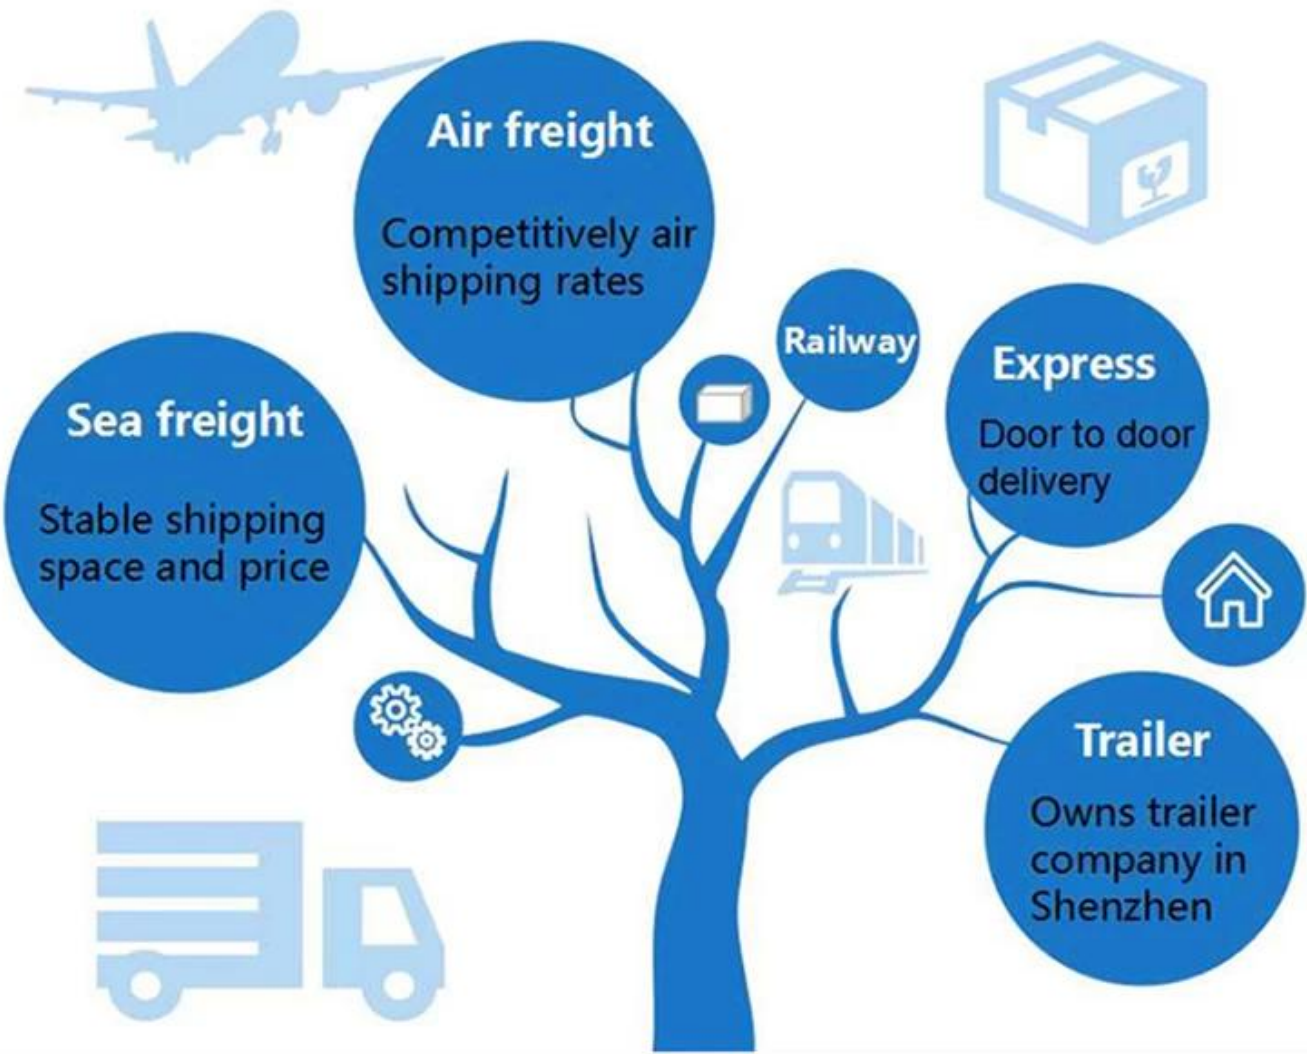 Air freight
Competitively air
shipping rates
Railway
Express
Door to door
delivery
Sea freight
Stable shipping
space and price
Trailer
Owns trailer
company in
Shenzhen